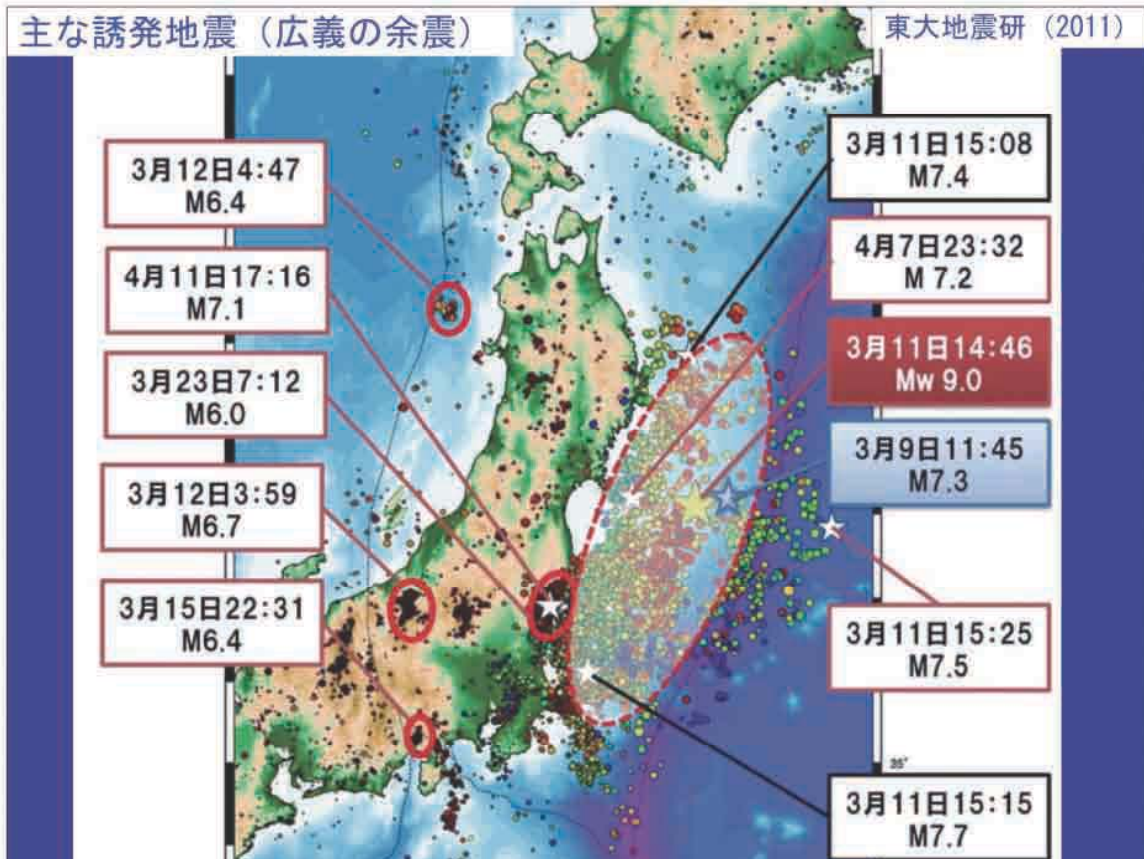 主な誘発地震（広義の余震）
東大地震研（2011）
3月12日4:47
M6.4
4月11日17:16
M7.1
3月23日7:12
M6.0
3月12日3:59
M6.7
3月15日22:31
M6.4
3月11日15:08
M7.4
4月7日23:32
M 7.2
3月11日14:46
Mw 9.0
3月9日11:45
M7.3
3月11日15:25
M7.5
35°
3月11日15:15
M7.7